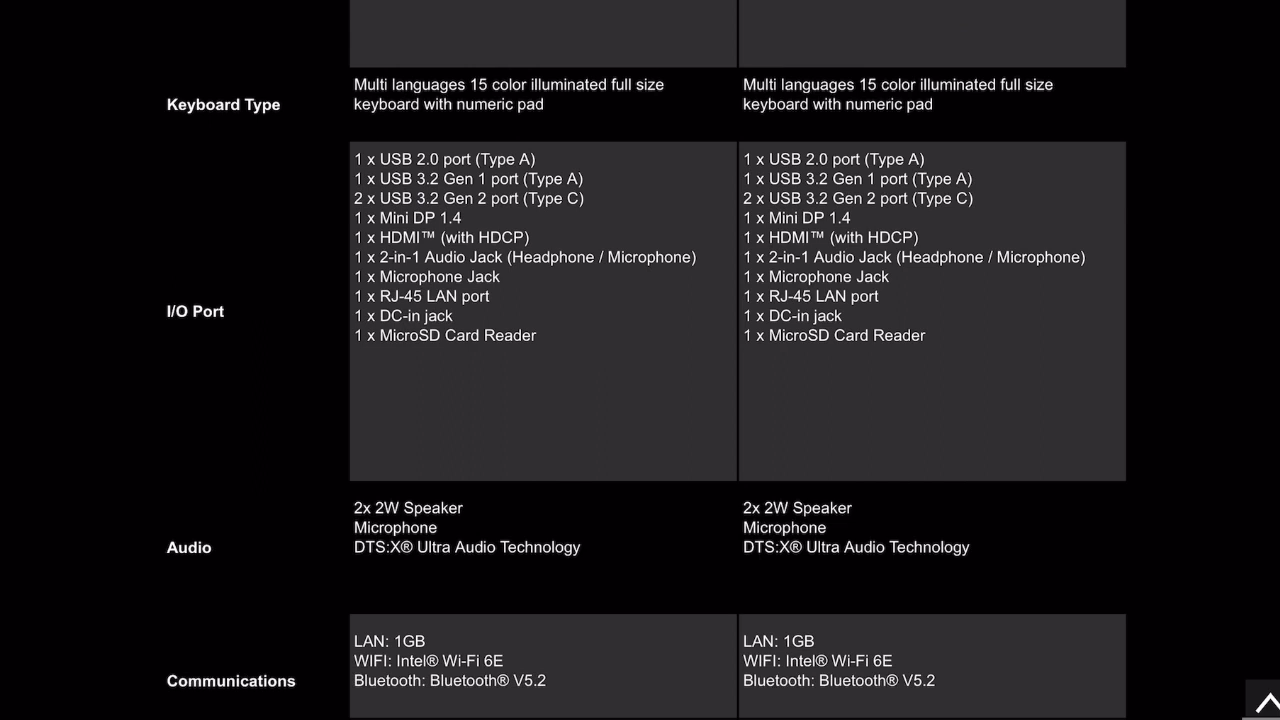 Keyboard Type
Multi languages 15 color illuminated full size
keyboard with numeric pad
Multi languages 15 color illuminated full size
keyboard with numeric pad
I/O Port
1 x USB 2.0 port (Type A)
1 x USB 3.2 Gen 1 port (Type A)
2 x USB 3.2 Gen 2 port (Type C)
1 x Mini DP 1.4
1 x HDMI™ (with HDCP)
1 x 2-in-1 Audio Jack (Headphone / Microphone)
1 x Microphone Jack
1 x RJ-45 LAN port
1 x DC-in jack
1 x MicroSD Card Reader
1 x USB 2.0 port (Type A)
1 x USB 3.2 Gen 1 port (Type A)
2 x USB 3.2 Gen 2 port (Type C)
1 x Mini DP 1.4
1 x HDMI™ (with HDCP)
1 x 2-in-1 Audio Jack (Headphone / Microphone)
1 x Microphone Jack
1 x RJ-45 LAN port
1 x DC-in jack
1 x MicroSD Card Reader
Audio
2x 2W Speaker
Microphone
DTS:X® Ultra Audio Technology
2x 2W Speaker
Microphone
DTS:X® Ultra Audio Technology
Communications
LAN: 1GB
WIFI: Intel® Wi-Fi 6E
Bluetooth: Bluetooth® V5.2
LAN: 1GB
WIFI: Intel® Wi-Fi 6E
Bluetooth: Bluetooth® V5.2